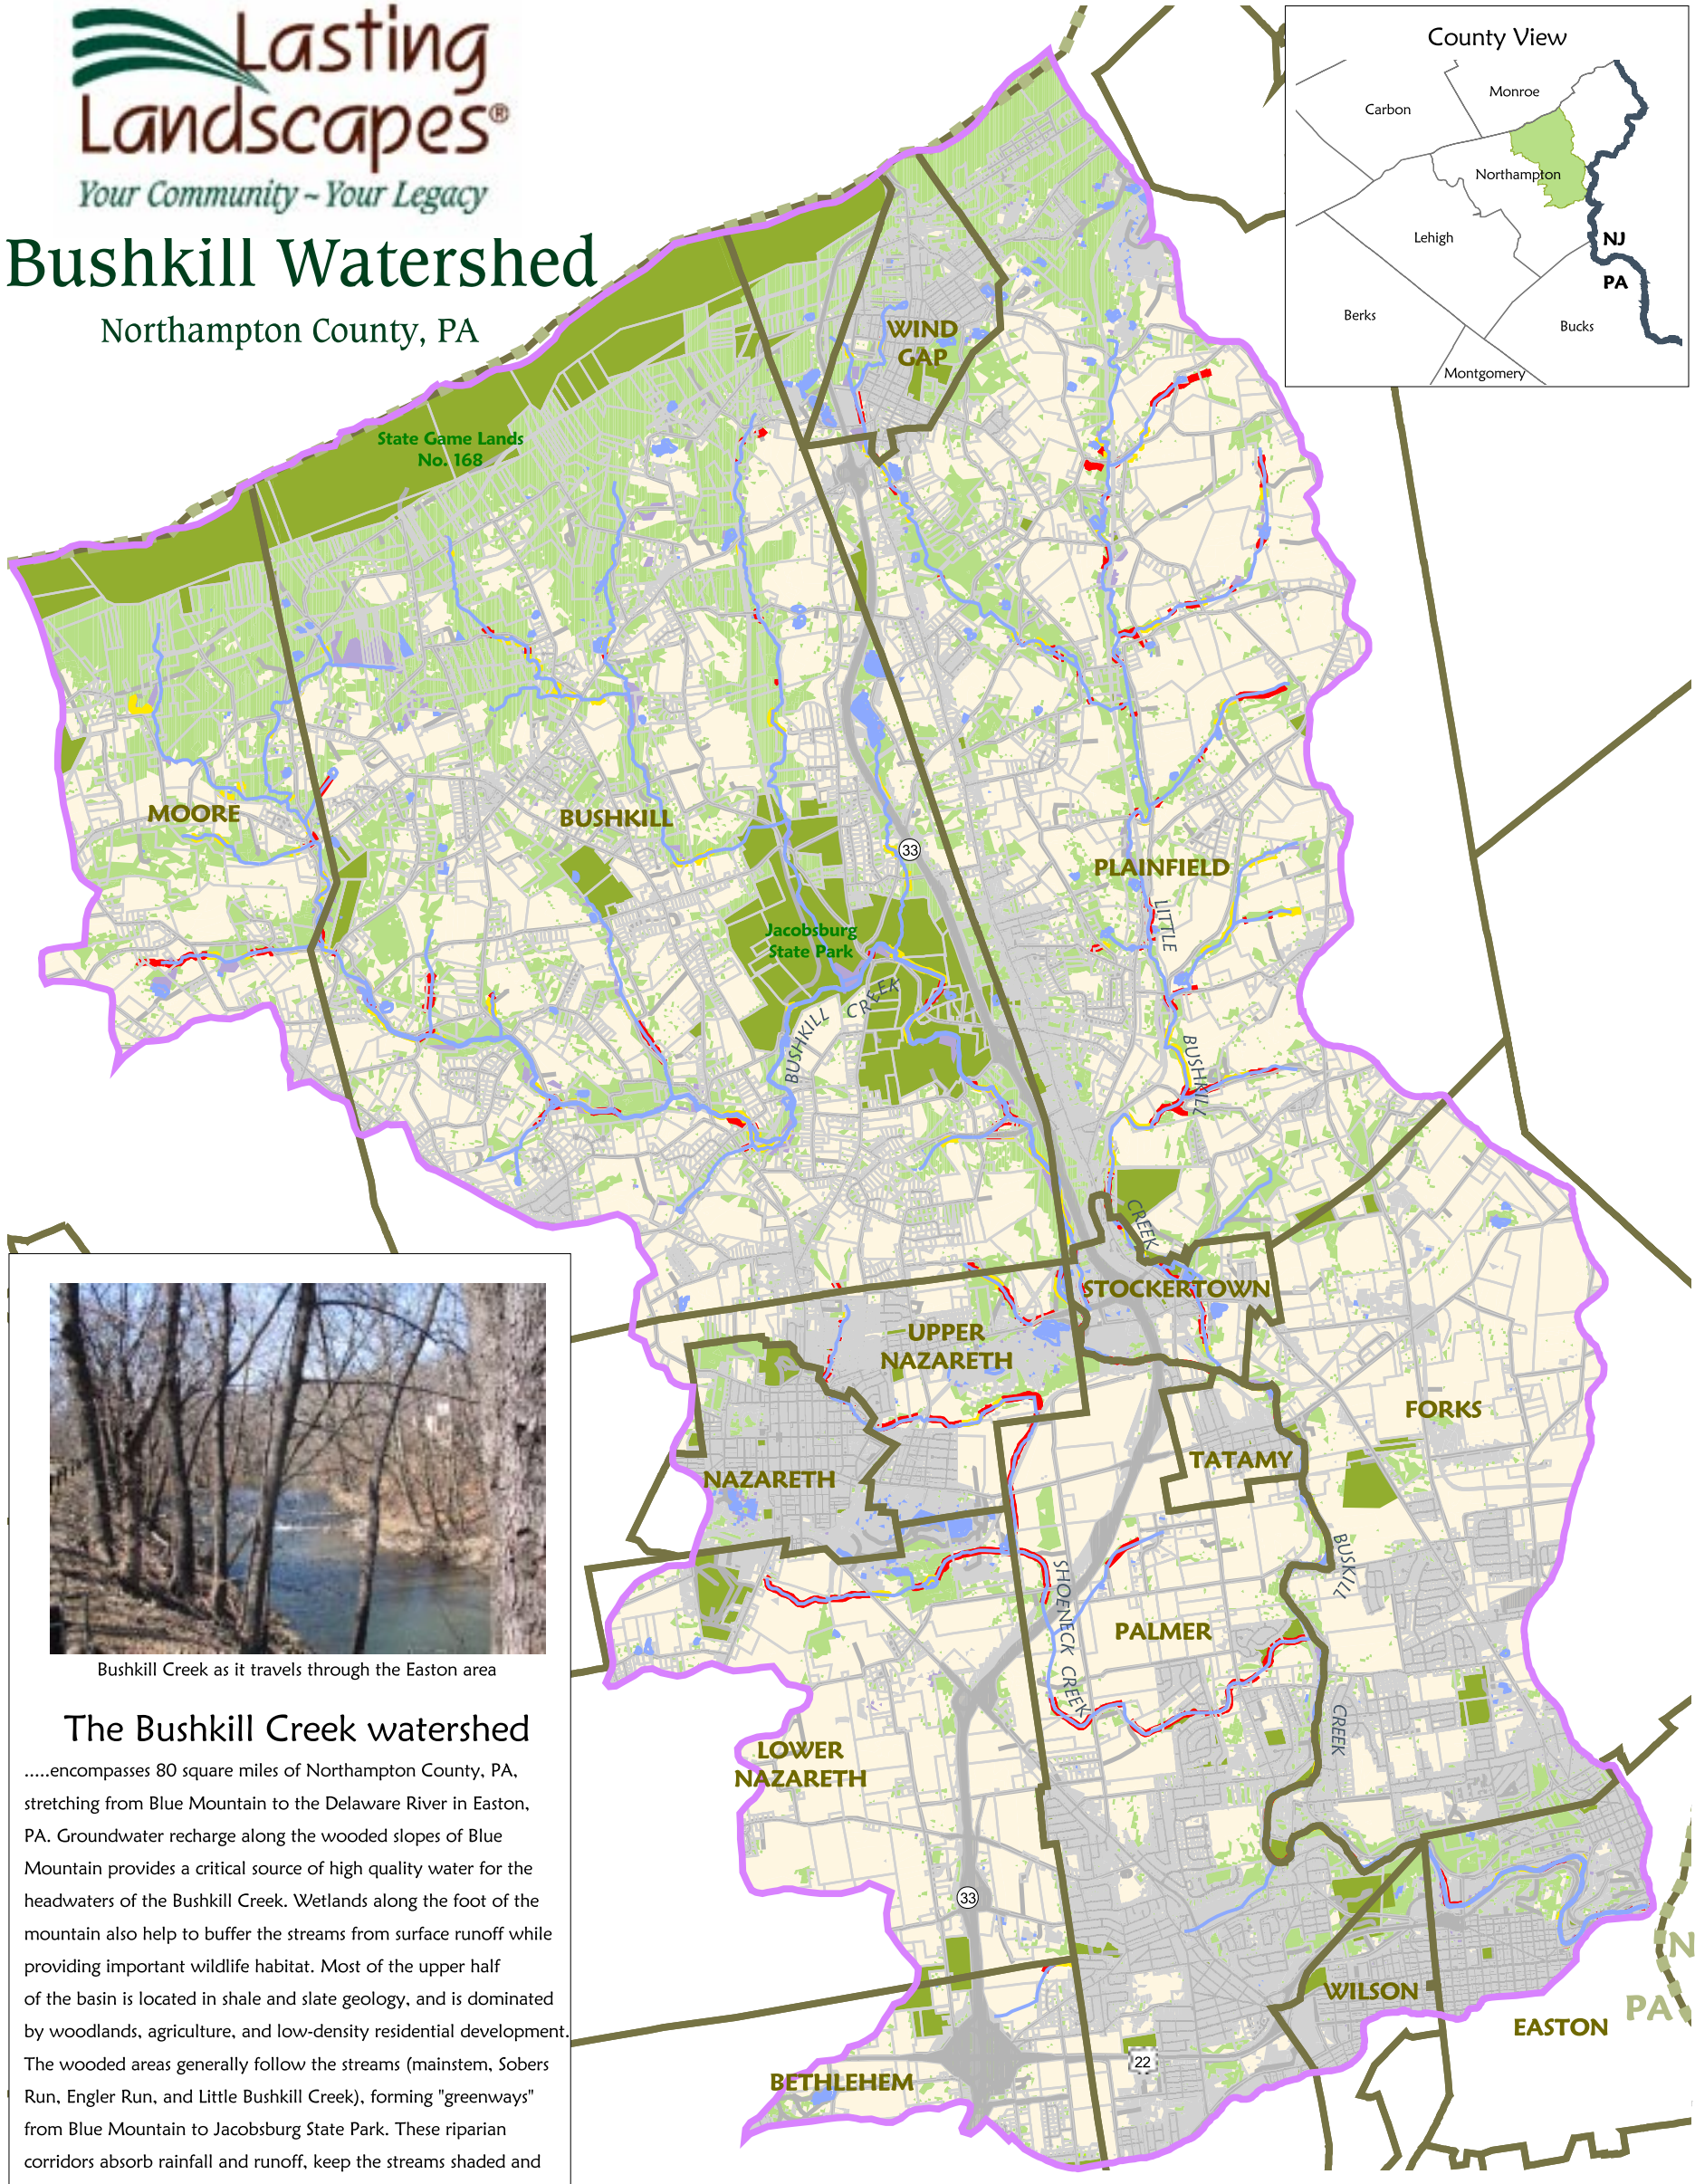 Lasting
Landscapes®
Your Community ~ Your Legacy
Bushkill Watershed
Northampton County, PA
County View
Carbon
Monroe
Northampton
Lehigh
NJ
PA
Berks
Bucks
Montgomery
WIND
GAP
State Game Lands
No. 168
MOORE
BUSHKILL
33
PLAINFIELD
LITTLE
Jacobsburg
State Park
BUSHKILL CREEK
BUSHKILL
CREEK
STOCKERTOWN
UPPER
NAZARETH
FORKS
NAZARETH
TATAMY
BUSKILL
SHOENECK CREEK
PALMER
CREEK
LOWER
NAZARETH
33
WILSON
N
PA
EASTON
22
BETHLEHEM
Bushkill Creek as it travels through the Easton area
The Bushkill Creek watershed
.....encompasses 80 square miles of Northampton County, PA,
stretching from Blue Mountain to the Delaware River in Easton,
PA. Groundwater recharge along the wooded slopes of Blue
Mountain provides a critical source of high quality water for the
headwaters of the Bushkill Creek. Wetlands along the foot of the
mountain also help to buffer the streams from surface runoff while
providing important wildlife habitat. Most of the upper half
of the basin is located in shale and slate geology, and is dominated
by woodlands, agriculture, and low-density residential development.
The wooded areas generally follow the streams (mainstem, Sobers
Run, Engler Run, and Little Bushkill Creek), forming "greenways"
from Blue Mountain to Jacobsburg State Park. These riparian
corridors absorb rainfall and runoff, keep the streams shaded and